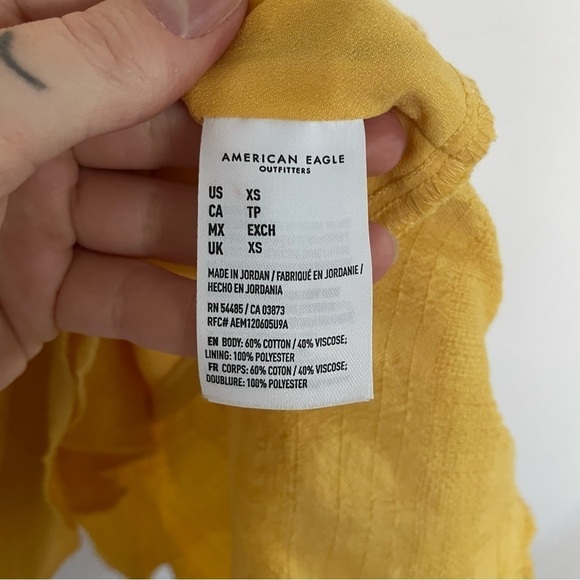 AMERICAN EAGLE
OUTFITTERS
US XS
CA TP
MX EXCH
UK XS
MADE IN JORDAN / FABRIQUÉ EN JORDANIE /
HECHO EN JORDANIA
RN 54485 / CA 03873
RFC# AEM120605U9A
EN BODY: 60% COTTON / 40% VISCOSE;
LINING: 100% POLYESTER
FR CORPS: 60% COTON / 40% VISCOSE;
DOUBLURE: 100% POLYESTER